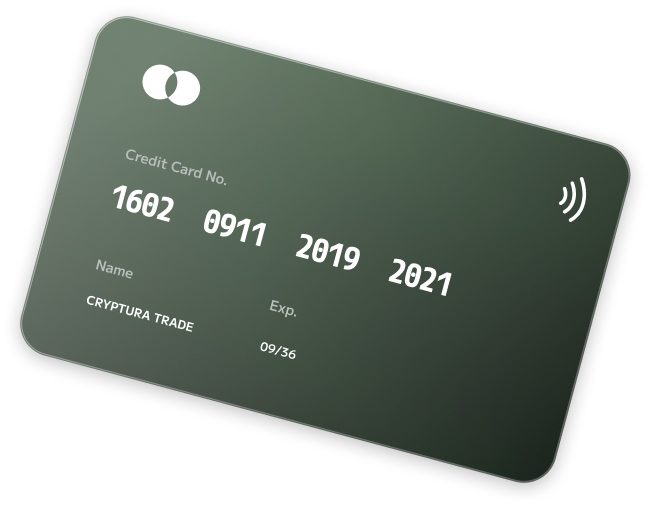 Credit Card No.
1602 0911 2019 2021
Name
Exp.
CRYPTURA TRADE
09/36